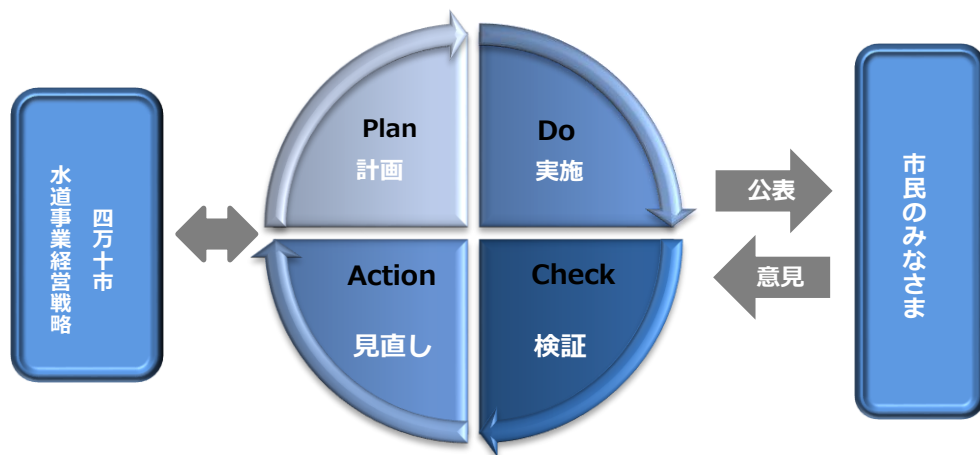 四万十市
水道事業経営戦略
Plan
計画
Do
実施
Action
見直し
Check
検証
公表
意見
市民のみなさま